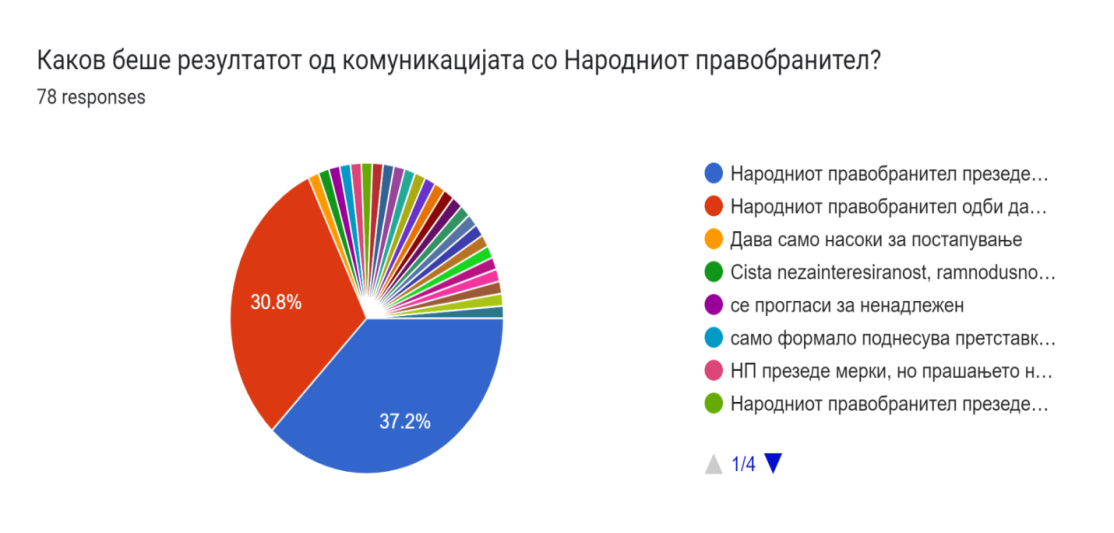 Каков беше резултатот од комуникацијата со Народниот правобранител?
78 responses
30.8%
37.2%
Народниот правобранител презеде…
Народниот правобранител одби да…
Дава само насоки за постапување
Cista nezainteresiranost, ramnodusno…
се прогласи за ненадлежен
само формало поднесува претставк…
НП презеде мерки, но прашањето н…
Народниот правобранител презеде…
1/4